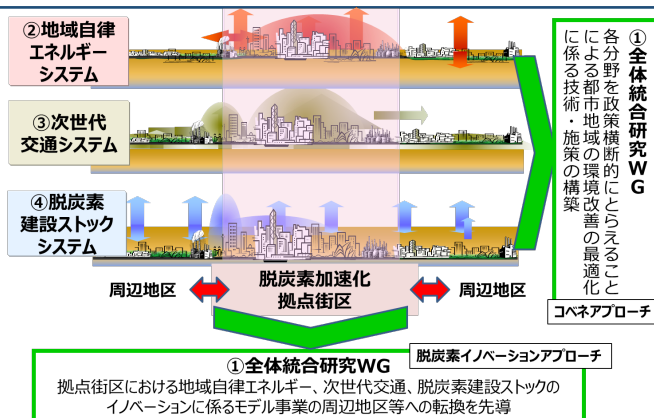 ②地域自律
エネルギー
システム
③次世代
交通システム
④脱炭素
建設ストック
システム
周辺地区
脱炭素加速化
拠点街区
周辺地区
①全体統合研究WG
各分野を政策横断的にとらえること
による都市地域の環境改善の最適化
に係る技術・施策の構築
コベネアプローチ
脱炭素イノベーションアプローチ
①全体統合研究WG
拠点街区における地域自律エネルギー、次世代交通、脱炭素建設ストックの
イノベーションに係るモデル事業の周辺地区等への転換を先導